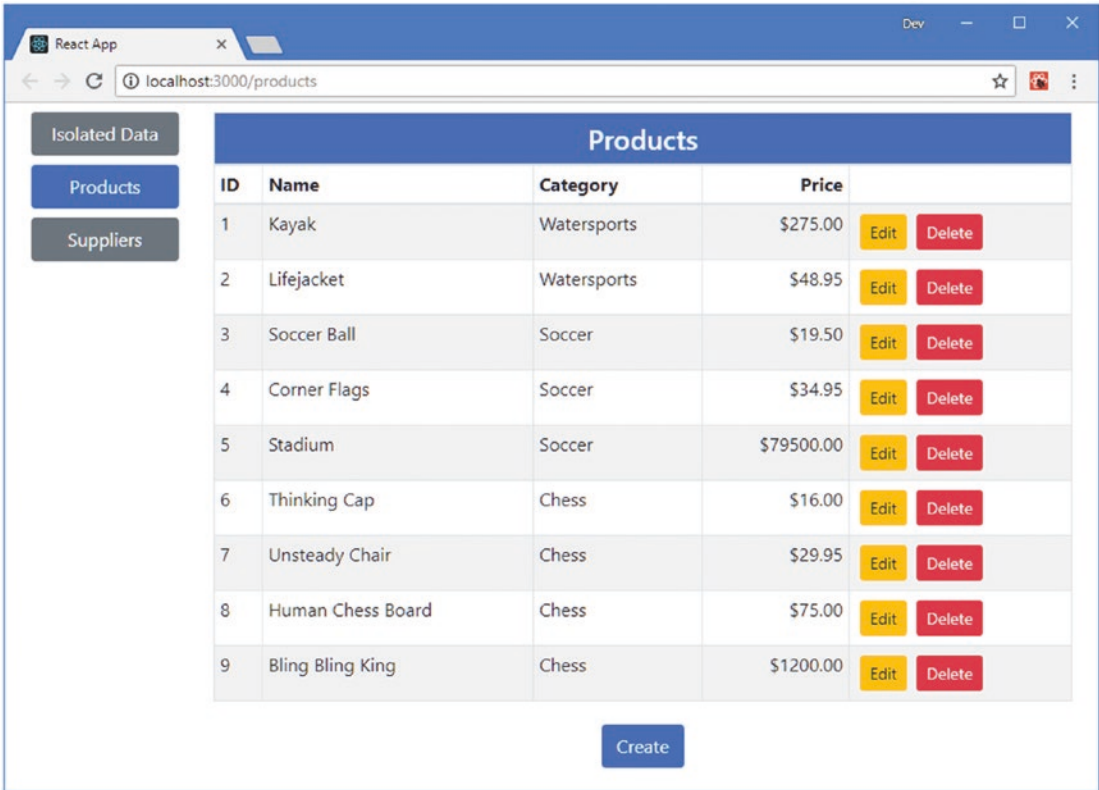 Dev
React App
localhost:3000/products
Isolated Data
Products
Suppliers
Products
ID Name Category Price
1 Kayak Watersports $275.00 Edit Delete
2 Lifejacket Watersports $48.95 Edit Delete
3 Soccer Ball Soccer $19.50 Edit Delete
4 Corner Flags Soccer $34.95 Edit Delete
5 Stadium Soccer $79500.00 Edit Delete
6 Thinking Cap Chess $16.00 Edit Delete
7 Unsteady Chair Chess $29.95 Edit Delete
8 Human Chess Board Chess $75.00 Edit Delete
9 Bling Bling King Chess $1200.00 Edit Delete
Create